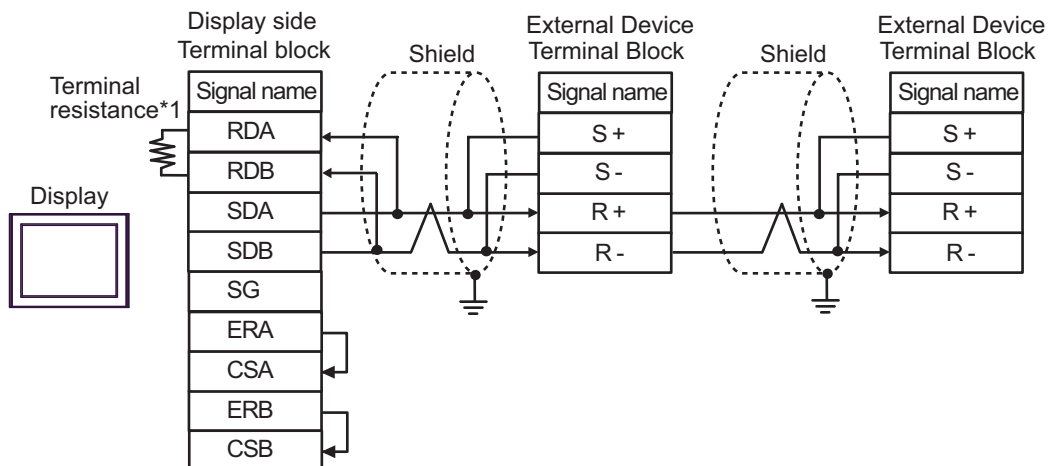 Display side
Terminal block
External Device
Terminal Block
External Device
Terminal Block
Shield
Shield
Terminal
resistance*1
Signal name
Signal name
Signal name
RDA
S +
S +
RDB
S -
S -
Display
SDA
R +
R +
SDB
R -
R -
SG
ERA
CSA
ERB
CSB